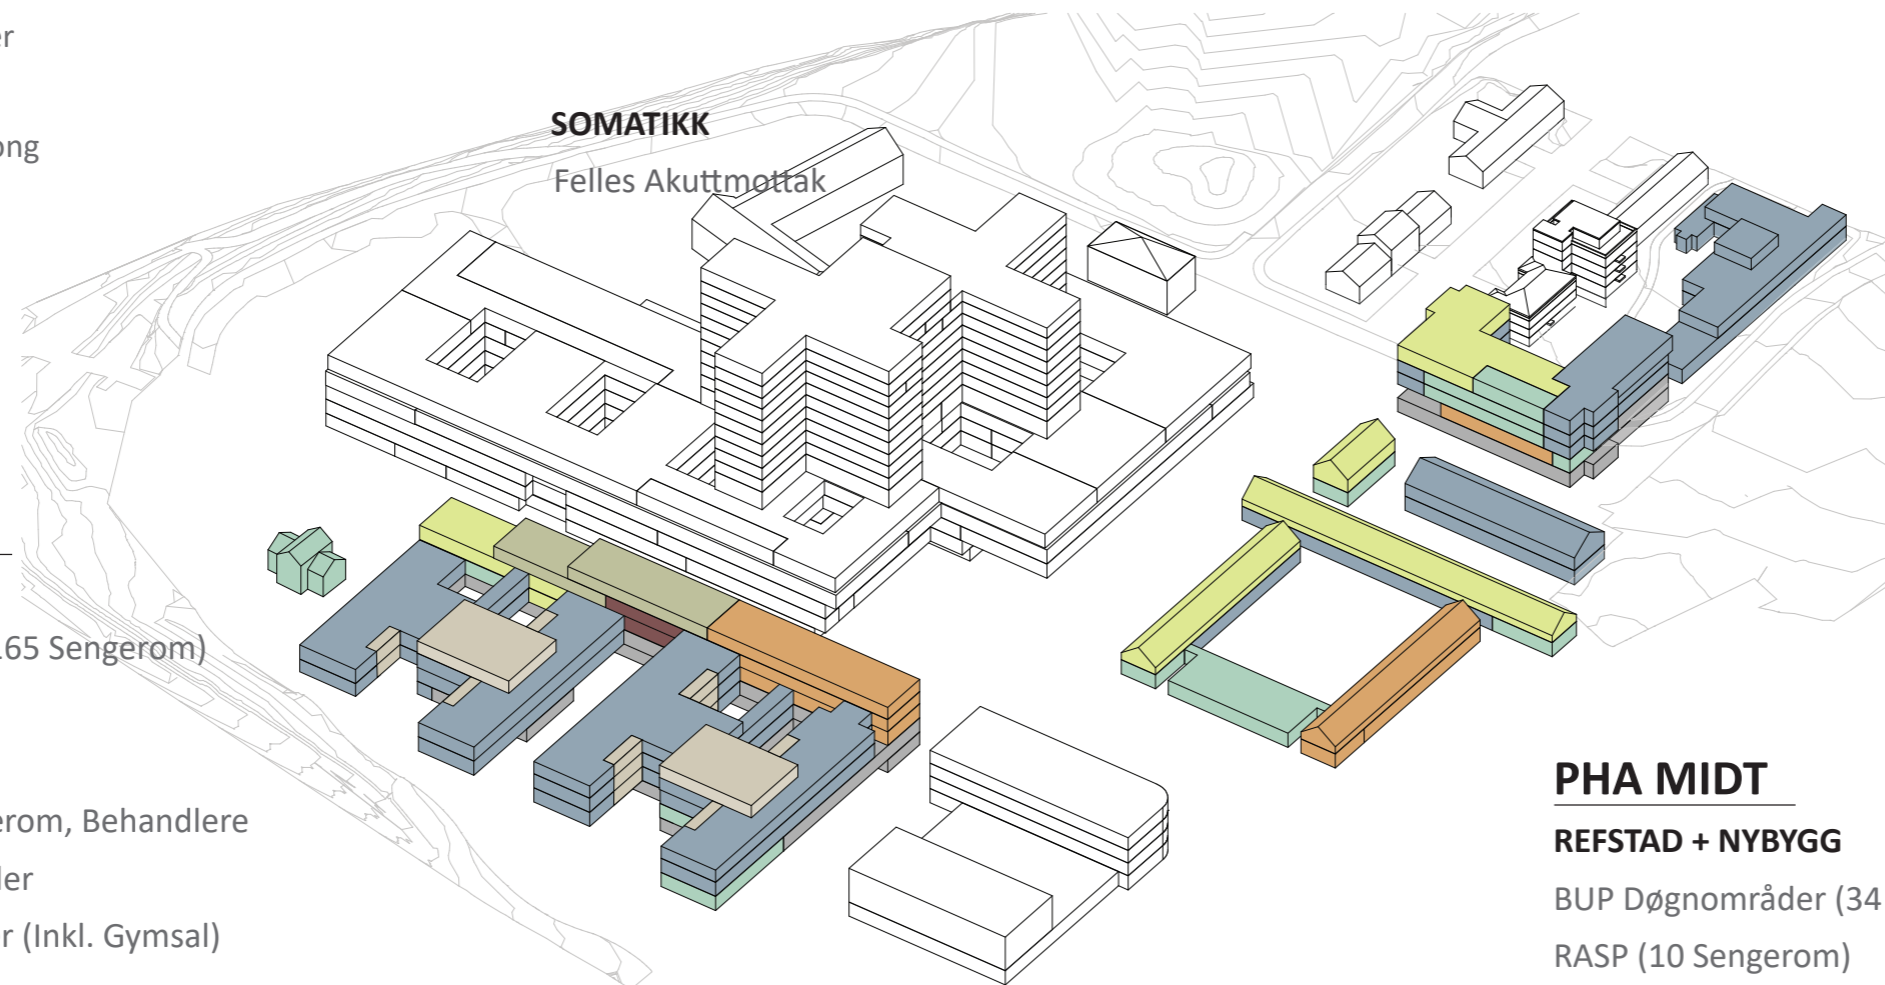 er
ong
SOMATIKK
Felles Akuttmottak
165 Sengerom)
erom, Behandlere
ler
r (Inkl. Gymsal)
PHA MIDT
REFSTAD + NYBYGG
BUP Døgnområder (34
RASP (10 Sengerom)